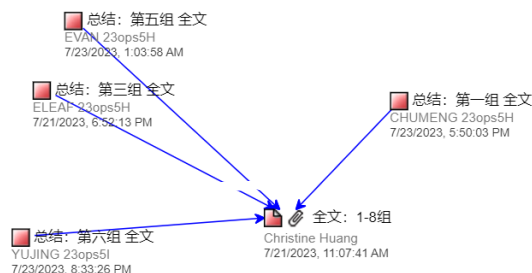 总结：第五组 全文
EVAN 23ops5H
7/23/2023, 1:03:58 AM
总结：第三组 全文
ELEAF 23ops5H
7/21/2023, 6:52:13 PM
总结：第一组 全文
CHUMENG 23ops5H
7/23/2023, 5:50:03 PM
全文：1-8组
Christine Huang
7/21/2023, 11:07:41 AM
总结：第六组 全文
YUJING 23ops5I
7/23/2023, 8:33:26 PM